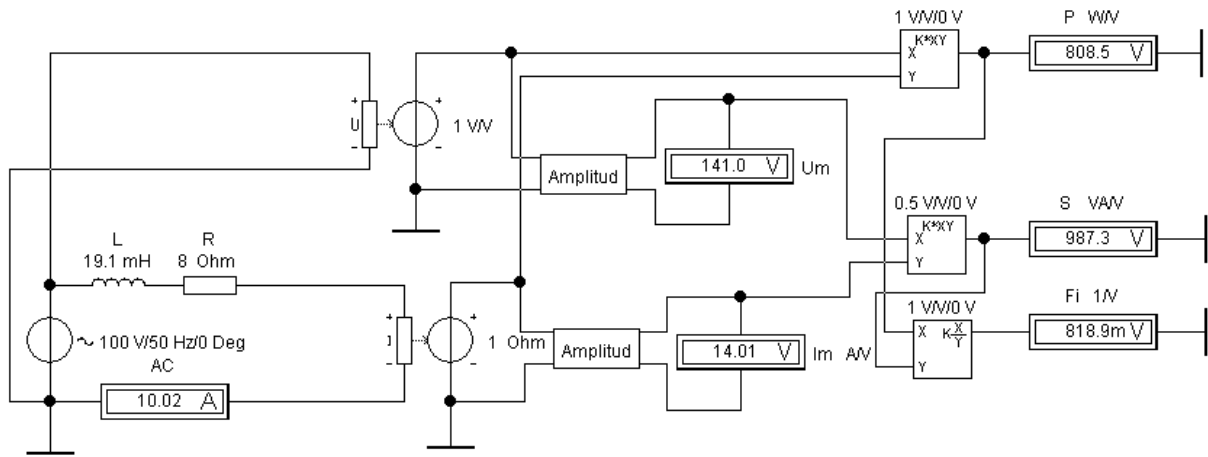 1 V/V/0 V
P W/V
K*XY
X
Y
808.5 V
U
1 V/V
Amplitud
141.0 V
Um
0.5 V/V/0 V
S VA/V
K*XY
X
Y
987.3 V
L
19.1 mH
R
8 Ohm
1 V/V/0 V
Fi 1/V
X
Y
K X/Y
818.9m V
100 V/50 Hz/0 Deg
AC
10.02 A
I
1 Ohm
Amplitud
14.01 V
Im A/V